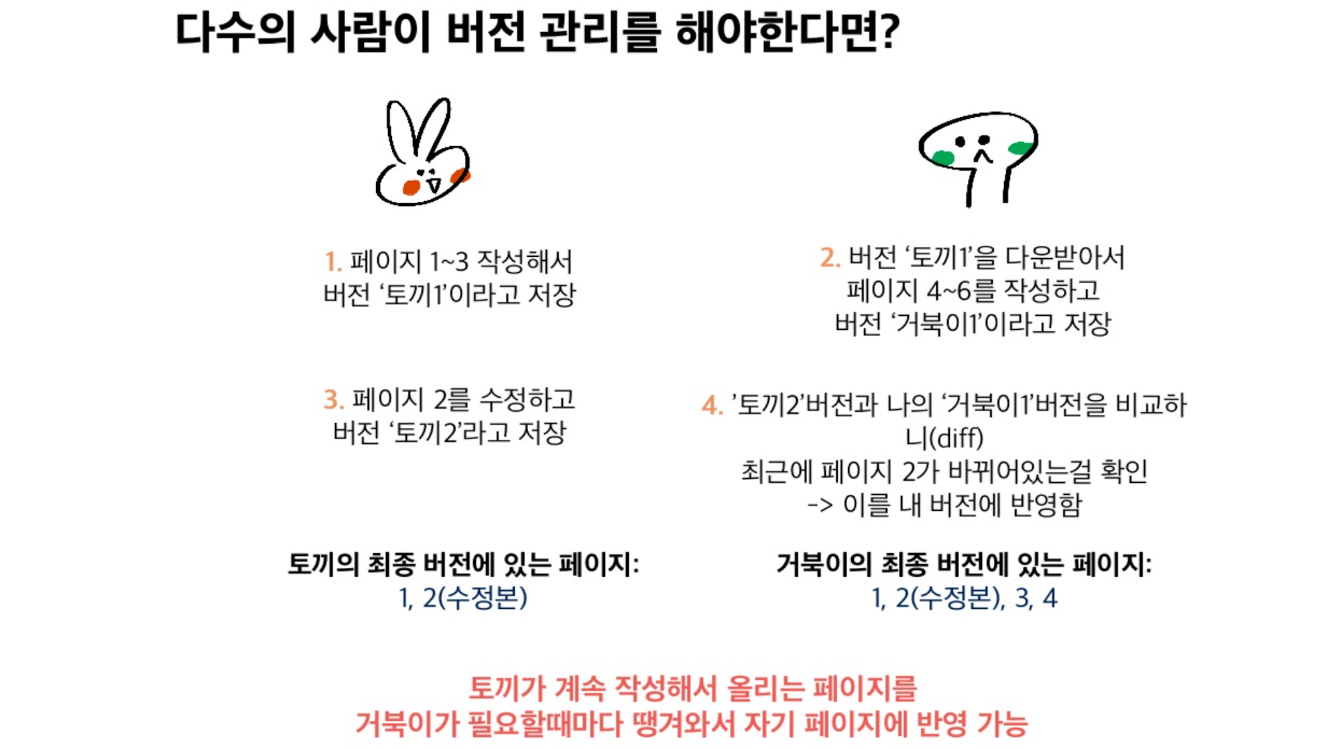 다수의 사람이 버전 관리를 해야한다면?
1. 페이지 1~3 작성해서
버전 ‘토끼1’이라고 저장
2. 버전 ‘토끼1’을 다운받아서
페이지 4~6를 작성하고
버전 ‘거북이1’이라고 저장
3. 페이지 2를 수정하고
버전 ‘토끼2’라고 저장
4. ’토끼2’버전과 나의 ‘거북이1’버전을 비교하
니(diff)
최근에 페이지 2가 바뀌어있는걸 확인
-> 이를 내 버전에 반영함
토끼의 최종 버전에 있는 페이지:
1, 2(수정본)
거북이의 최종 버전에 있는 페이지:
1, 2(수정본), 3, 4
토끼가 계속 작성해서 올리는 페이지를
거북이가 필요할때마다 땡겨와서 자기 페이지에 반영 가능